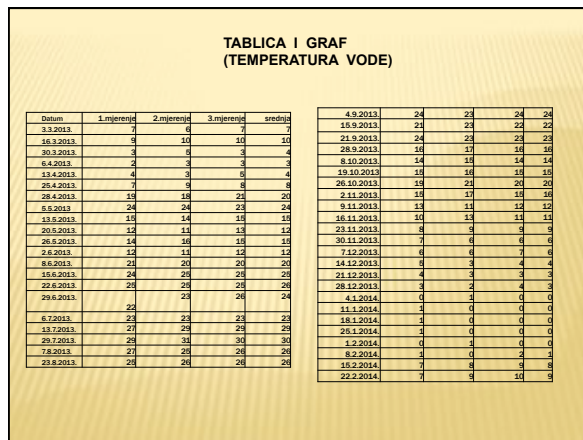 TABLICA I GRAF
(TEMPERATURA VODE)
Datum 1.mjerenje 2.mjerenje 3.mjerenje srednja
3.3.2013. 7 6 7 7
16.3.2013. 9 10 10 10
30.3.2013. 3 5 3 4
6.4.2013. 2 3 3 3
13.4.2013. 4 3 5 4
25.4.2013. 7 9 8 8
28.4.2013. 19 18 21 20
5.5.2013 24 24 23 24
13.5.2013. 15 14 15 15
20.5.2013. 12 11 13 12
26.5.2013. 14 16 15 15
2.6.2013. 12 11 12 12
8.6.2013. 21 20 20 20
15.6.2013. 24 25 25 25
22.6.2013. 25 25 25 26
29.6.2013. 22 23 26 24
6.7.2013. 23 23 23 23
13.7.2013. 27 29 29 29
29.7.2013. 29 31 30 30
7.8.2013. 27 25 26 26
23.8.2013. 25 26 26 26
4.9.2013. 24 23 24 24
15.9.2013. 21 23 22 22
21.9.2013. 24 23 23 23
28.9.2013. 16 17 16 16
8.10.2013. 14 15 14 14
19.10.2013 15 16 15 15
26.10.2013. 19 21 20 20
2.11.2013. 15 17 15 16
9.11.2013. 13 11 12 12
16.11.2013. 10 13 11 11
23.11.2013. 8 9 9 9
30.11.2013. 7 6 6 6
7.12.2013. 6 6 7 6
14.12.2013. 5 3 4 4
21.12.2013. 4 3 3 3
28.12.2013. 3 2 4 3
4.1.2014. 0 1 0 0
11.1.2014. 1 0 0 0
18.1.2014. 1 0 0 0
25.1.2014. 1 0 0 0
1.2.2014. 0 1 0 0
8.2.2014. 1 0 2 1
15.2.2014. 7 8 9 8
22.2.2014. 7 9 10 9